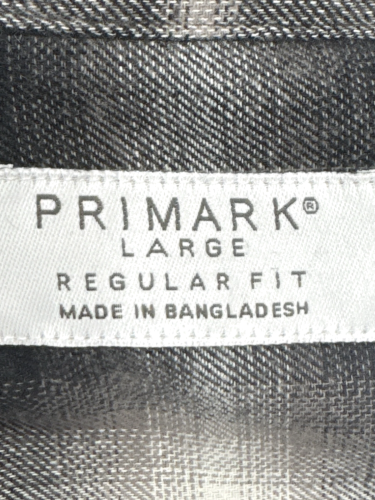 PRIMARK®
LARGE
REGULAR FIT
MADE IN BANGLADESH